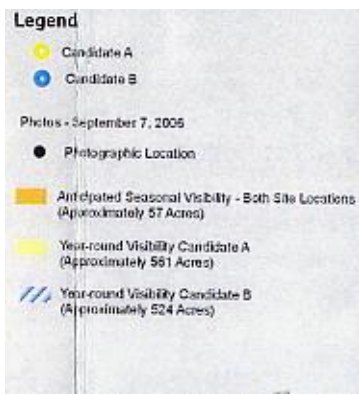 Legend
Candidate A
Candidate B
Photos - September 7, 2006
Photographic Location
Anticipated Seasonal Visibility - Both Site Locations
(Approximately 57 Acres)
Year-round Visibility Candidate A
(Approximately 561 Acres)
Year-round Visibility Candidate B
(Approximately 524 Acres)